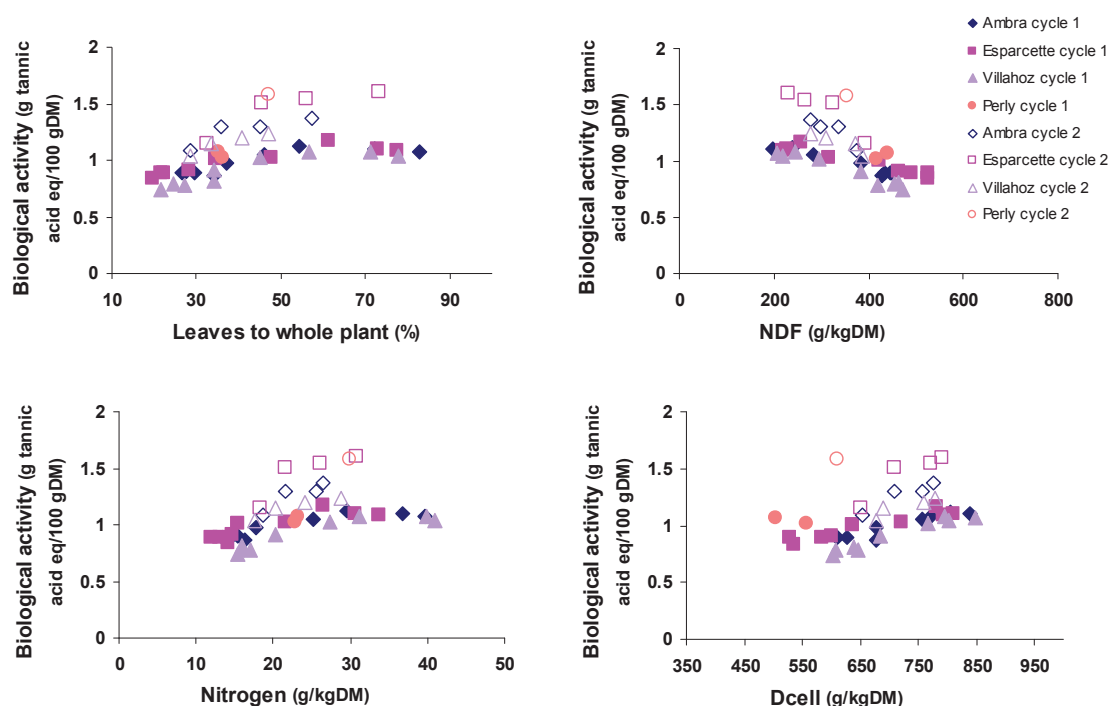 Biological activity (g tannic
acid eq/100 gDM)
2
1.5
1
0.5
0
10
30
50
70
90
Leaves to whole plant (%)
Biological activity (g tannic
acid eq/100 gDM)
2
1.5
1
0.5
0
0
200
400
600
800
NDF (g/kgDM)
Ambra cycle 1
Esparcette cycle 1
Villahoz cycle 1
Perly cycle 1
Ambra cycle 2
Esparcette cycle 2
Villahoz cycle 2
Perly cycle 2
Biological activity (g tannic
acid eq/100 gDM)
2
1.5
1
0.5
0
0
10
20
30
40
50
Nitrogen (g/kgDM)
Biological activity (g tannic
acid eq/100 gDM)
2
1.5
1
0.5
0
350
450
550
650
750
850
950
Dcell (g/kgDM)